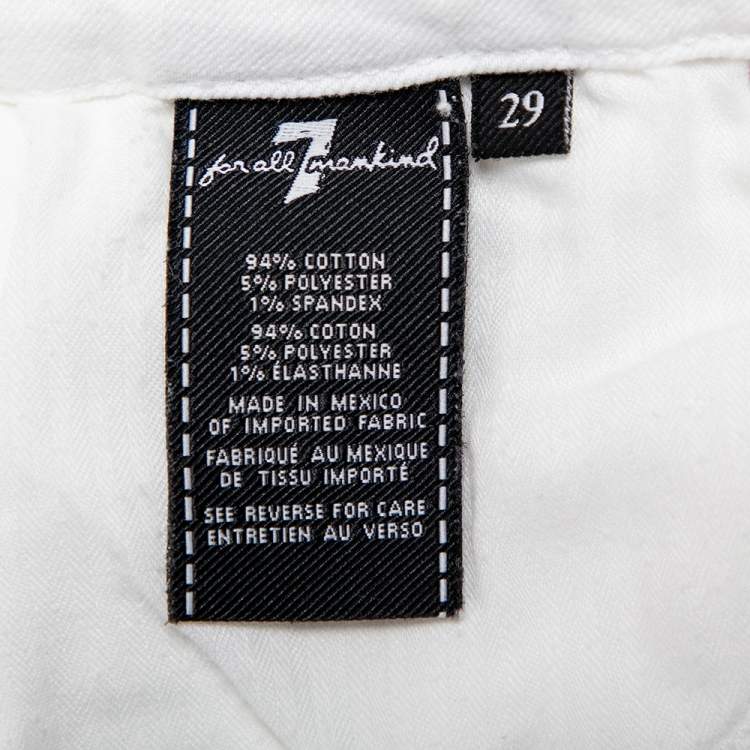 for all 7 mankind
29
94% COTTON
5% POLYESTER
1% SPANDEX
94% COTON
5% POLYESTER
1% ÉLASTHANNE
MADE IN MEXICO
OF IMPORTED FABRIC
FABRIQUÉ AU MEXIQUE
DE TISSU IMPORTÉ
SEE REVERSE FOR CARE
ENTRETIEN AU VERSO